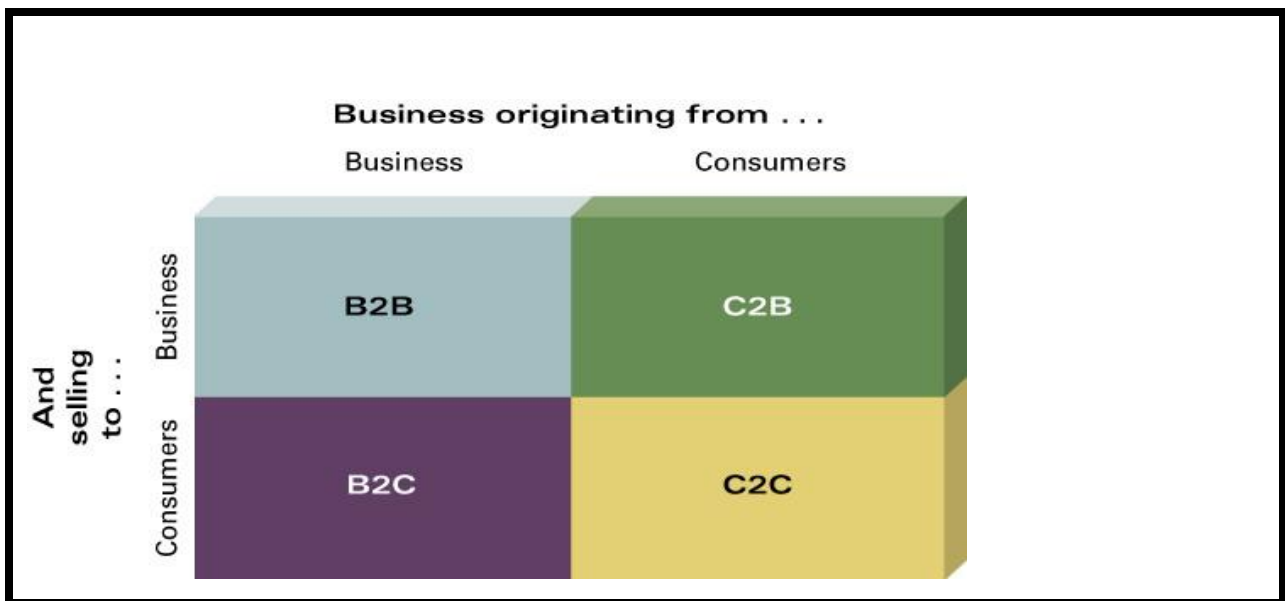 Business originating from . . .
Business
Consumers
And
selling
to . . .
Business
B2B
C2B
Consumers
B2C
C2C